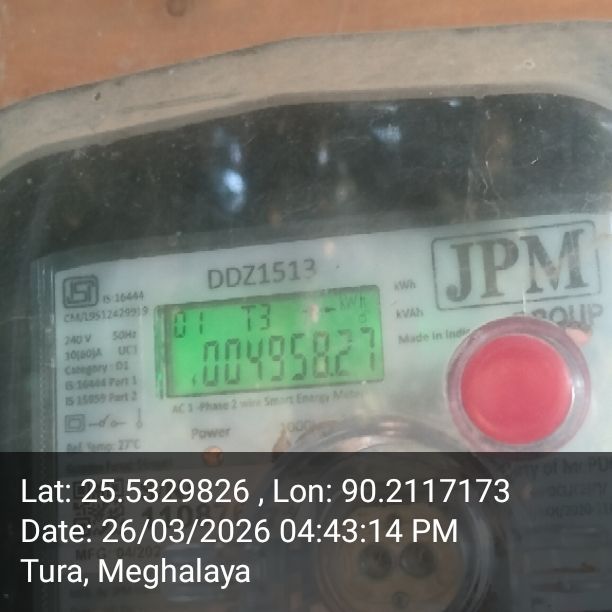 JPM
GROUP
DDZ1513
IS 16444
CM/L
240 V 50Hz
10(60)A UC1
Category : D1
IS 16444 Part 1
IS 15959 Part 2
kWh
kVAh
Made in India
01 T3 kWh
004958.27
AC 1 -Phase 2 wire Smart Energy Meter
Power
Ref. Temp: 27°C
Lat: 25.5329826 , Lon: 90.2117173
Date: 26/03/2026 04:43:14 PM
Tura, Meghalaya